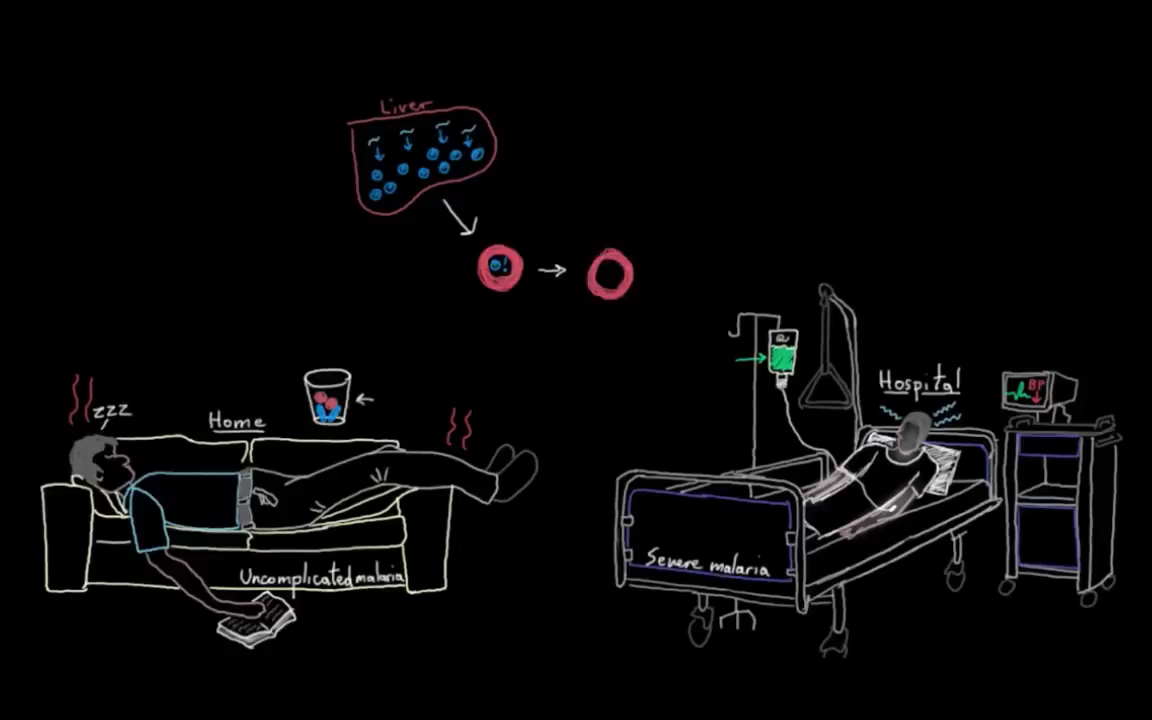 Liver
!
Home
zzz
Uncomplicated malaria
Hospital
BP
Severe malaria